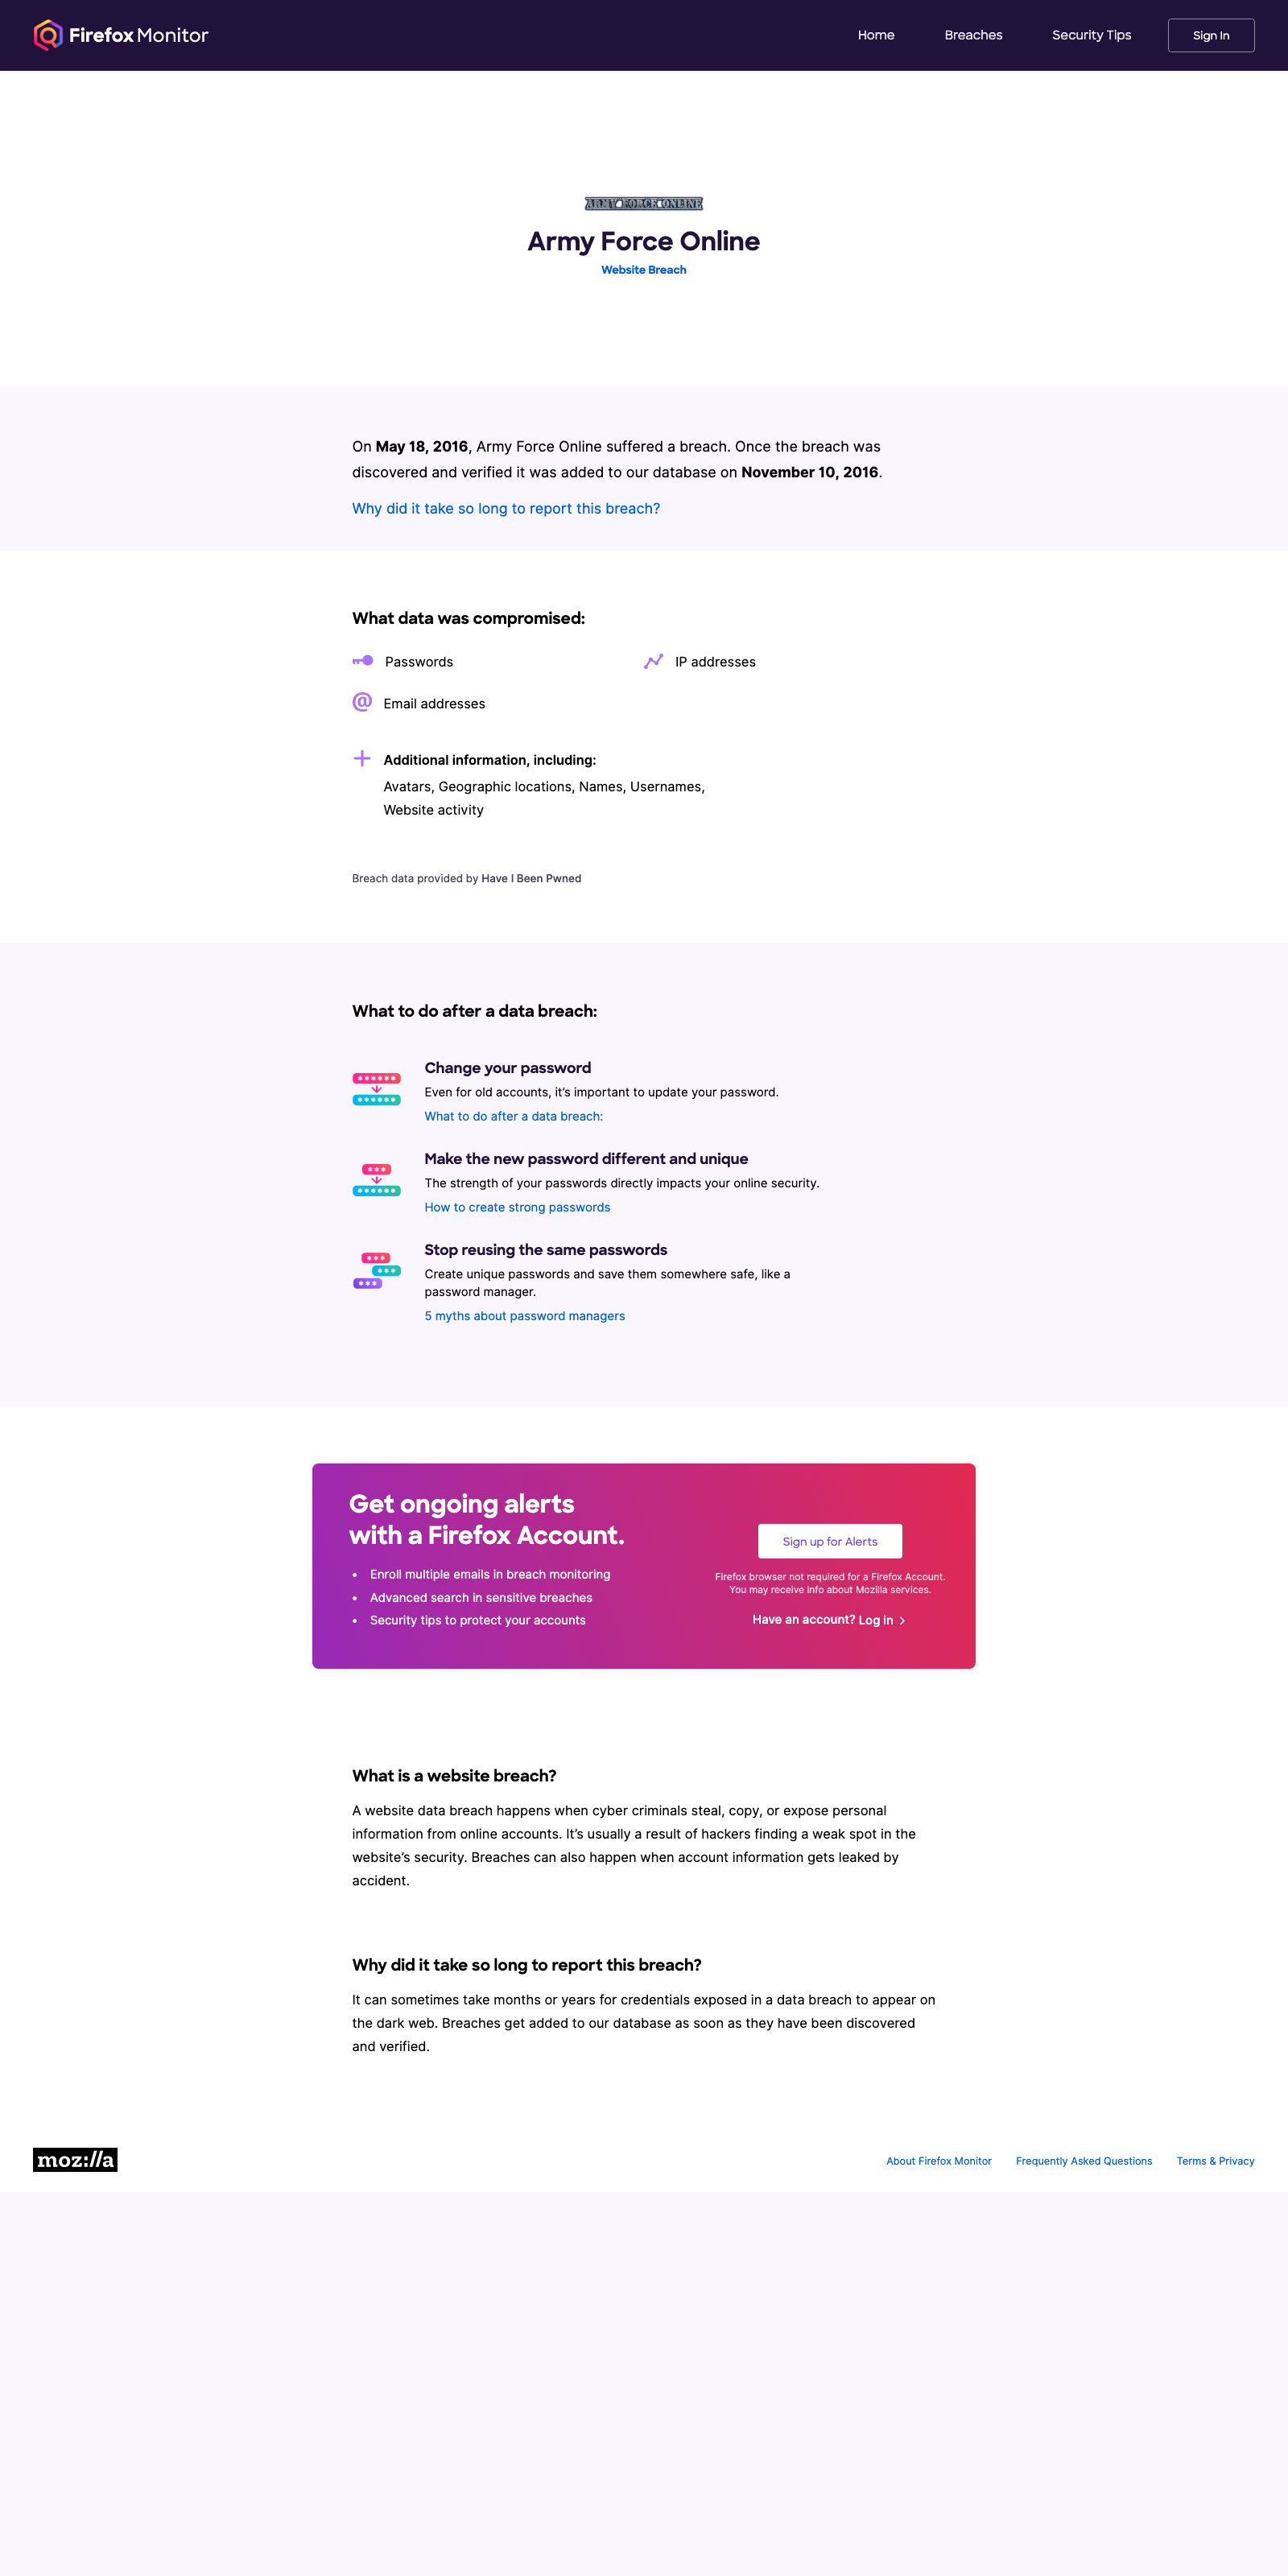 Firefox Monitor
Home
Breaches
Security Tips
Sign In
ARMY FORCE ONLINE
Army Force Online
Website Breach
On May 18, 2016, Army Force Online suffered a breach. Once the breach was
discovered and verified it was added to our database on November 10, 2016.
Why did it take so long to report this breach?
What data was compromised:
Passwords
IP addresses
Email addresses
Additional information, including:
Avatars, Geographic locations, Names, Usernames,
Website activity
Breach data provided by Have I Been Pwned
What to do after a data breach:
Change your password
Even for old accounts, it’s important to update your password.
What to do after a data breach:
Make the new password different and unique
The strength of your passwords directly impacts your online security.
How to create strong passwords
Stop reusing the same passwords
Create unique passwords and save them somewhere safe, like a
password manager.
5 myths about password managers
Get ongoing alerts
with a Firefox Account.
• Enroll multiple emails in breach monitoring
• Advanced search in sensitive breaches
• Security tips to protect your accounts
Sign up for Alerts
Firefox browser not required for a Firefox Account.
You may receive info about Mozilla services.
Have an account? Log in
What is a website breach?
A website data breach happens when cyber criminals steal, copy, or expose personal
information from online accounts. It’s usually a result of hackers finding a weak spot in the
website’s security. Breaches can also happen when account information gets leaked by
accident.
Why did it take so long to report this breach?
It can sometimes take months or years for credentials exposed in a data breach to appear on
the dark web. Breaches get added to our database as soon as they have been discovered
and verified.
moz://a
About Firefox Monitor
Frequently Asked Questions
Terms & Privacy